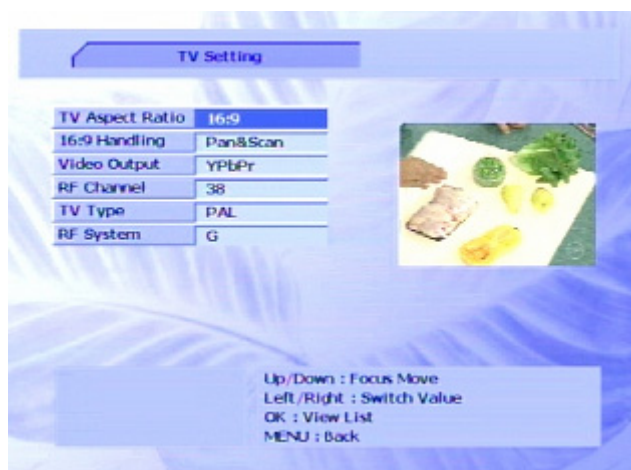 TV Setting
TV Aspect Ratio 16:9
16:9 Handling Pan&Scan
Video Output YPbPr
RF Channel 38
TV Type PAL
RF System G
Up/Down : Focus Move
Left/Right : Switch Value
OK : View List
MENU : Back